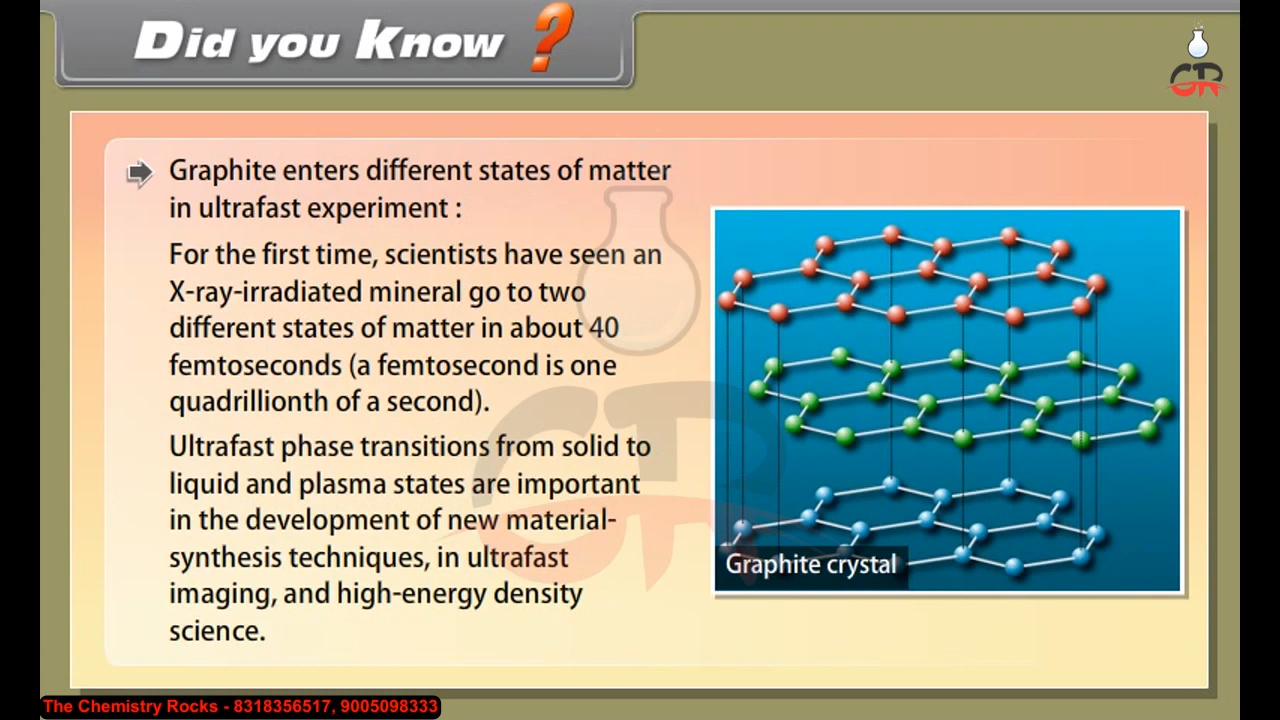 Did you Know ?
CR
Graphite enters different states of matter
in ultrafast experiment :
For the first time, scientists have seen an
X-ray-irradiated mineral go to two
different states of matter in about 40
femtoseconds (a femtosecond is one
quadrillionth of a second).
Ultrafast phase transitions from solid to
liquid and plasma states are important
in the development of new material-
synthesis techniques, in ultrafast
imaging, and high-energy density
science.
Graphite crystal
CR
The Chemistry Rocks - 8318356517, 9005098333